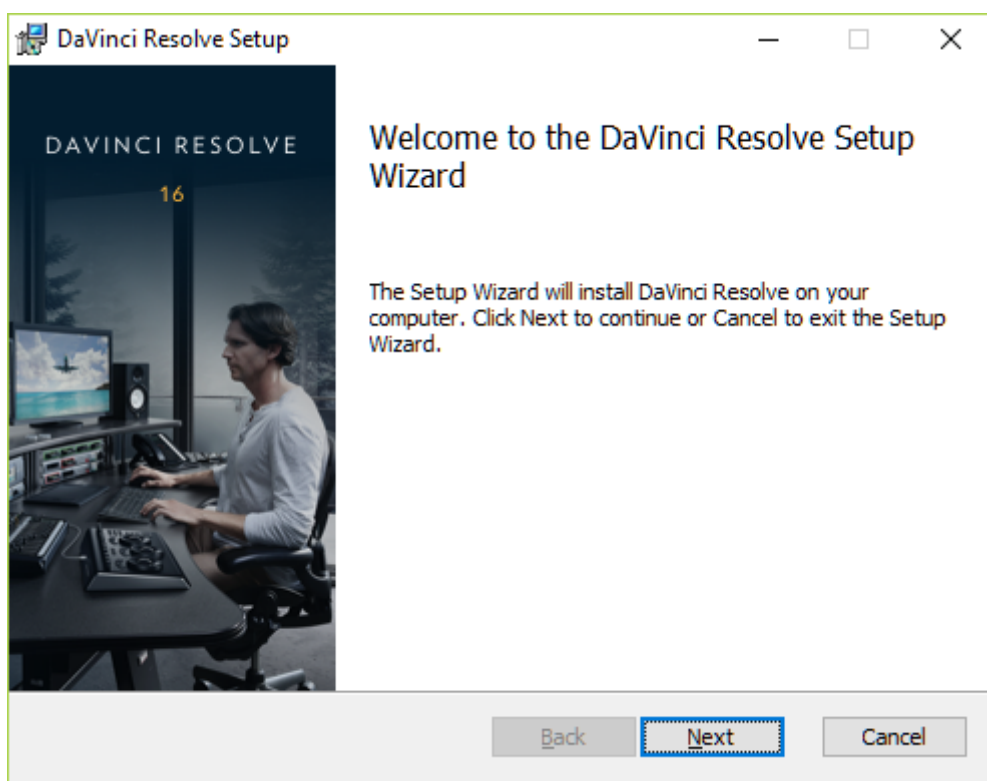 DaVinci Resolve Setup
DAVINCI RESOLVE
16
Welcome to the DaVinci Resolve Setup
Wizard
The Setup Wizard will install DaVinci Resolve on your
computer. Click Next to continue or Cancel to exit the Setup
Wizard.
Back
Next
Cancel